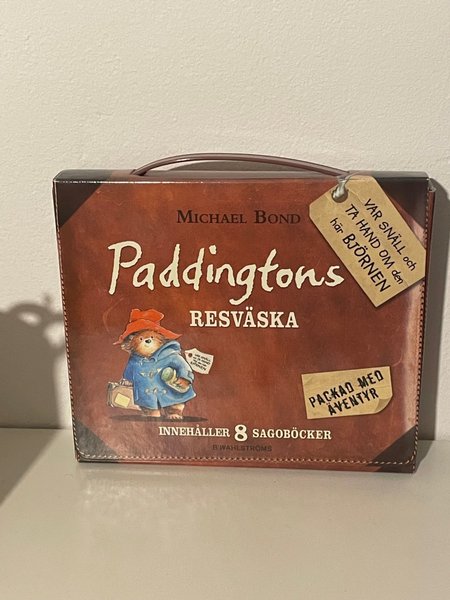 MICHAEL BOND
VAR SNÄLL och
TA HAND OM den
här BJÖRNEN
Paddingtons
RESVÄSKA
PACKAD MED
ÄVENTYR
INNEHÅLLER 8 SAGOBÖCKER
B WAHLSTRÖMS